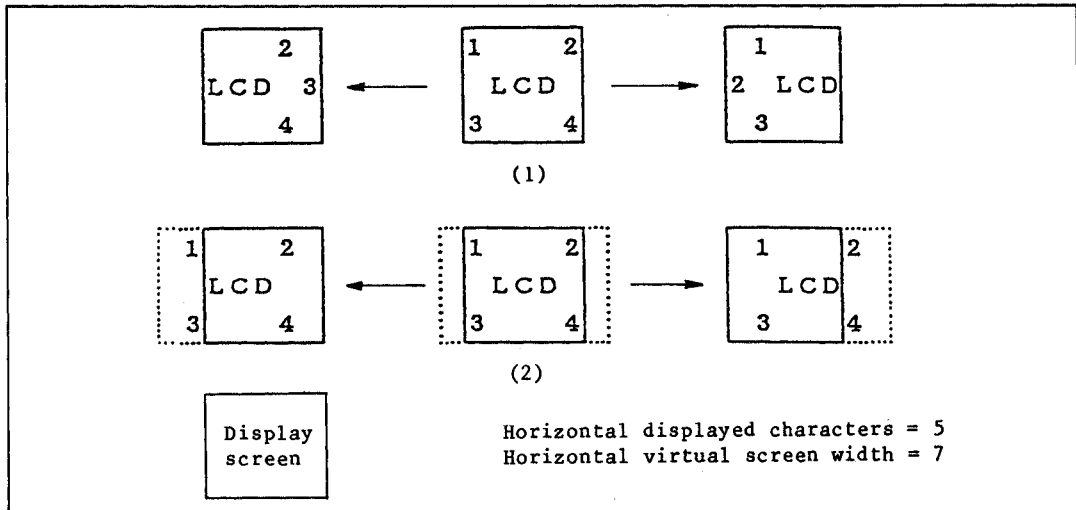 2 1 2 1
LCD 3 LCD 2 LCD
4 3 4 3
(1)
1 2 1 2 1 2
LCD LCD LCD
3 4 3 4 3 4
(2)
Display
screen
Horizontal displayed characters = 5
Horizontal virtual screen width = 7